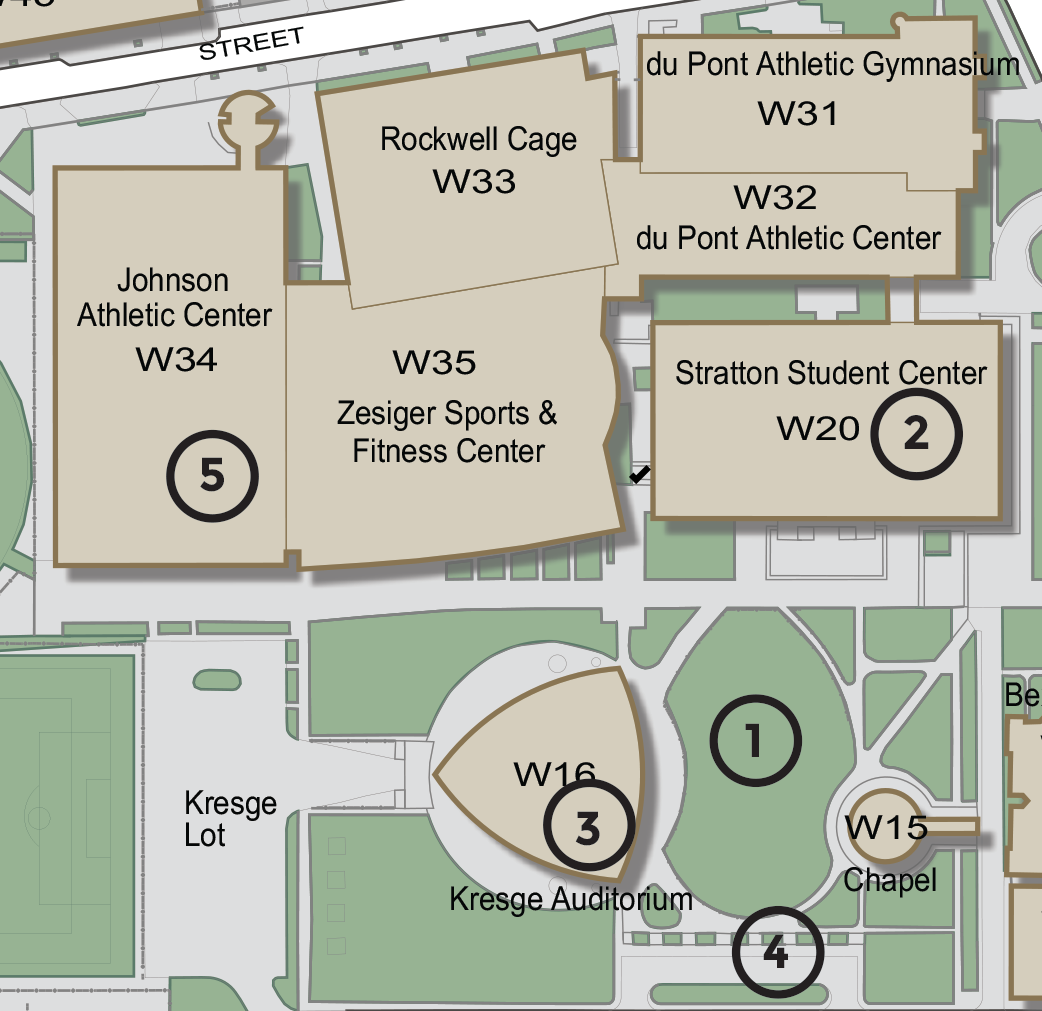 STREET
du Pont Athletic Gymnasium
W31
Rockwell Cage
W33
W32
du Pont Athletic Center
Johnson
Athletic Center
W34
W35
Zesiger Sports &
Fitness Center
Stratton Student Center
W20
2
5
1
W16
3
Kresge
Lot
W15
Chapel
Kresge Auditorium
4